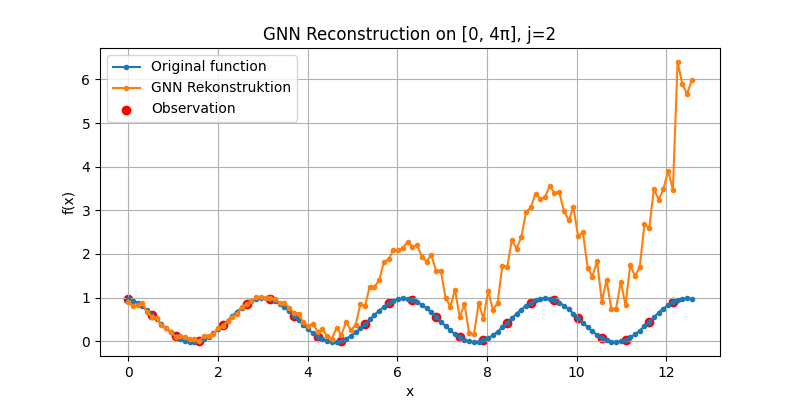 GNN Reconstruction on [0, 4π], j=2
Original function
GNN Rekonstruktion
Observation
f(x)
6
5
4
3
2
1
0
0 2 4 6 8 10 12
x